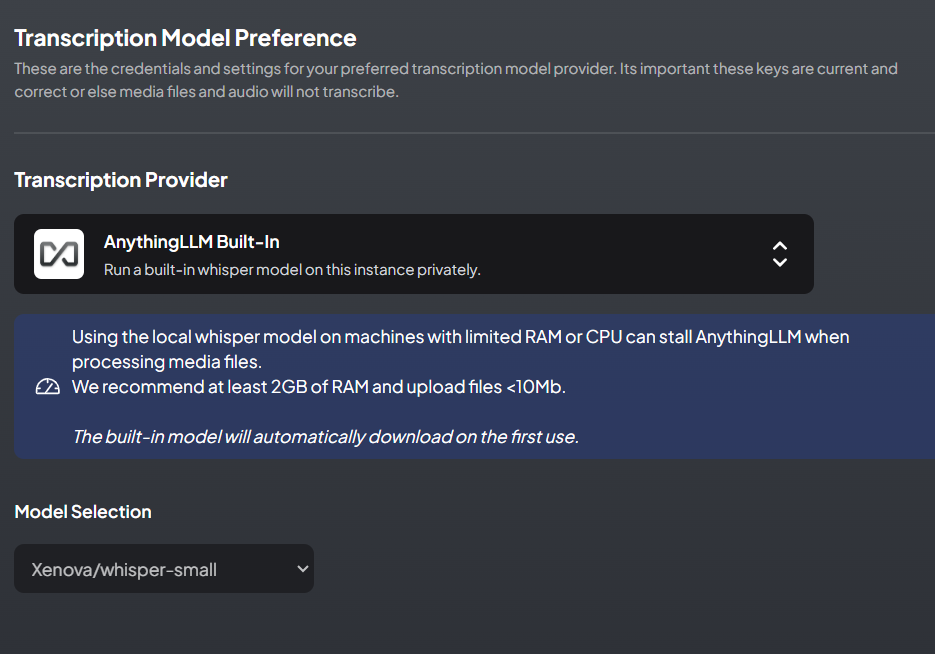 Transcription Model Preference
These are the credentials and settings for your preferred transcription model provider. Its important these keys are current and
correct or else media files and audio will not transcribe.
Transcription Provider
AnythingLLM Built-In
Run a built-in whisper model on this instance privately.
Using the local whisper model on machines with limited RAM or CPU can stall AnythingLLM when
processing media files.
We recommend at least 2GB of RAM and upload files <10Mb.
The built-in model will automatically download on the first use.
Model Selection
Xenova/whisper-small